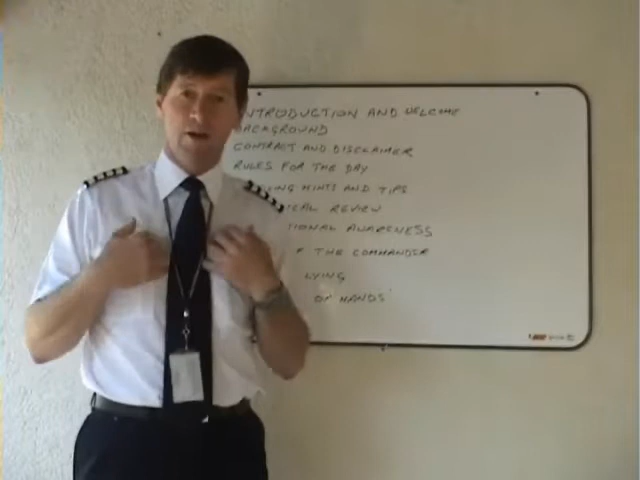 INTRODUCTION AND WELCOME
BACKGROUND
CONTRACT AND DISCLAIMER
RULES FOR THE DAY
HINTS AND TIPS
REVIEW
AWARENESS
THE COMMANDER
OF HANDS'